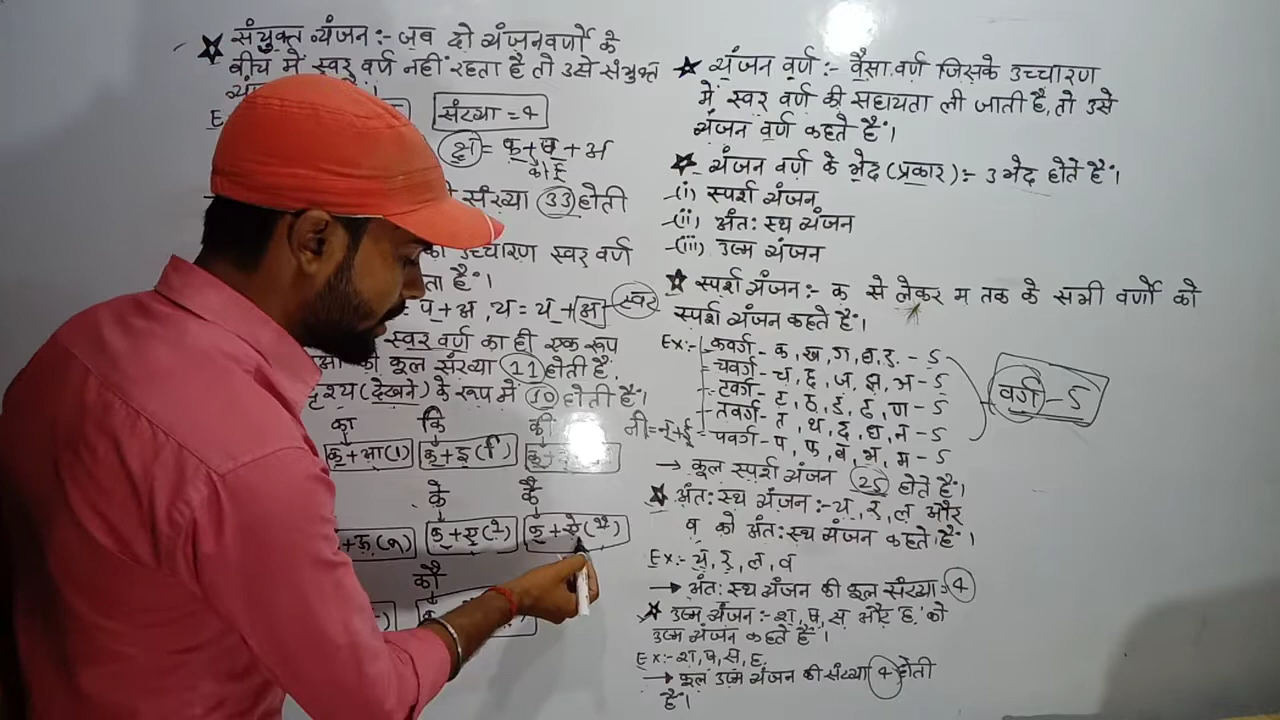 ★ संयुक्त व्यंजन :- जब दो व्यंजनवर्णो के
बीच में स्वर वर्ण नहीं रहता है तो उसे संयुक्त
संख्या = 4
क्ष = क् + ष् + अ
संख्या 33 होती
उच्चारण स्वर वर्ण
ता है।
प् + अ, य = य् + अ स्वर
स्वर वर्ण का ही एक रूप
की कुल संख्या 11 होती है,
दृश्य (देखने) के रूप में 10 होती है।
का कि की
क् + आ (ा) क् + इ (ि)
के कै
+ ऊ (ू) क् + ए (े) क् + ऐ (ै)
कौ
★ व्यंजन वर्ण :- वैसा वर्ण जिसके उच्चारण
में स्वर वर्ण की सहायता ली जाती है, तो उसे
व्यंजन वर्ण कहते हैं।
★ व्यंजन वर्ण के भेद (प्रकार) :- 3 भेद होते हैं।
(i) स्पर्श व्यंजन
(ii) अंतः स्थ व्यंजन
(iii) उष्म व्यंजन
★ स्पर्श व्यंजन :- क से लेकर म तक के सभी वर्णो को
स्पर्श व्यंजन कहते हैं।
Ex:- कवर्ग - क, ख, ग, घ, ङ - 5
चवर्ग - च, छ, ज, झ, ञ - 5
टवर्ग - ट, ठ, ड, ढ, ण - 5
तवर्ग - त, थ, द, ध, न - 5
पवर्ग - प, फ, ब, भ, म - 5
वर्ग - 5
नी = न् + ई
→ कुल स्पर्श व्यंजन 25 होते हैं।
★ अंतः स्थ व्यंजन :- य, र, ल और
व को अंतः स्थ व्यंजन कहते हैं।
Ex:- य, र, ल, व
→ अंतः स्थ व्यंजन की कुल संख्या = 4
★ उष्म व्यंजन :- श, ष, स और ह को
उष्म व्यंजन कहते हैं।
Ex:- श, ष, स, ह
→ कुल उष्म व्यंजन की संख्या 4 होती
है।